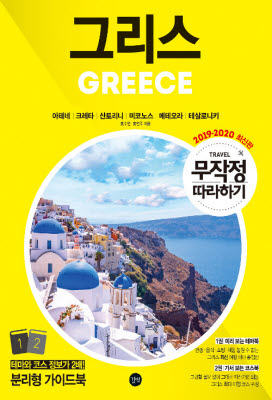 그리스
GREECE
아테네 | 크레타 | 산토리니 | 미코노스 | 메테오라 | 테살로니키
2019-2020 최신판
TRAVEL
무작정
따라하기
1 2
테마와 코스 정보가 2배!
분리형 가이드북
1권 미리 보는 테마북
2권 가서 보는 코스북
길벗